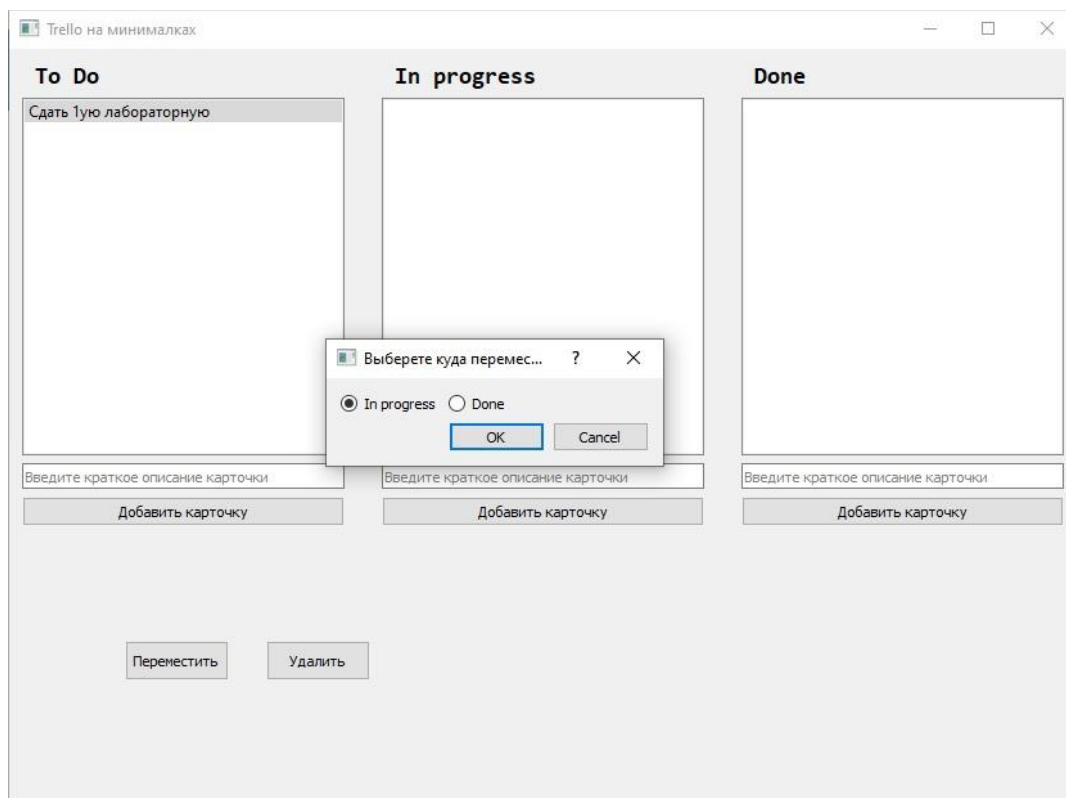 Trello на минималках
To Do
In progress
Done
Сдать 1ую лабораторную
Выберете куда перемес...
?
In progress
Done
OK
Cancel
Введите краткое описание карточки
Введите краткое описание карточки
Введите краткое описание карточки
Добавить карточку
Добавить карточку
Добавить карточку
Переместить
Удалить